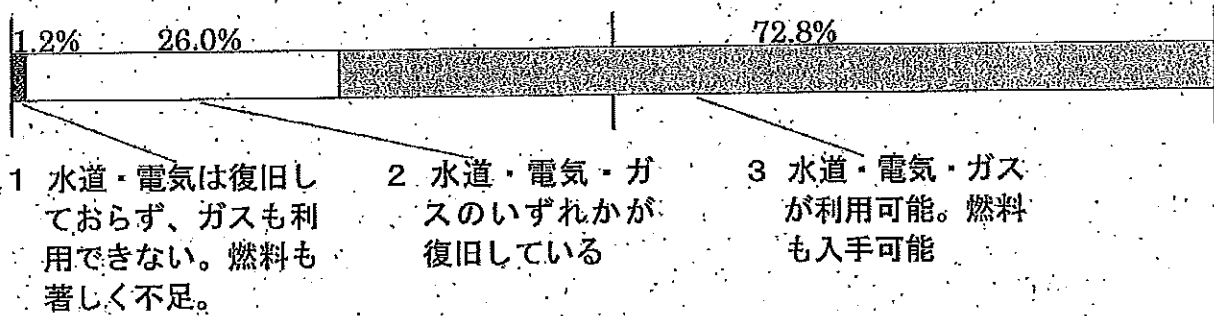 1.2% 26.0% 72.8%
1 水道・電気は復旧し
ておらず、ガスも利
用できない。燃料も
著しく不足。
2 水道・電気・ガ
スのいずれかが
復旧している
3 水道・電気・ガス
が利用可能。燃料
も入手可能